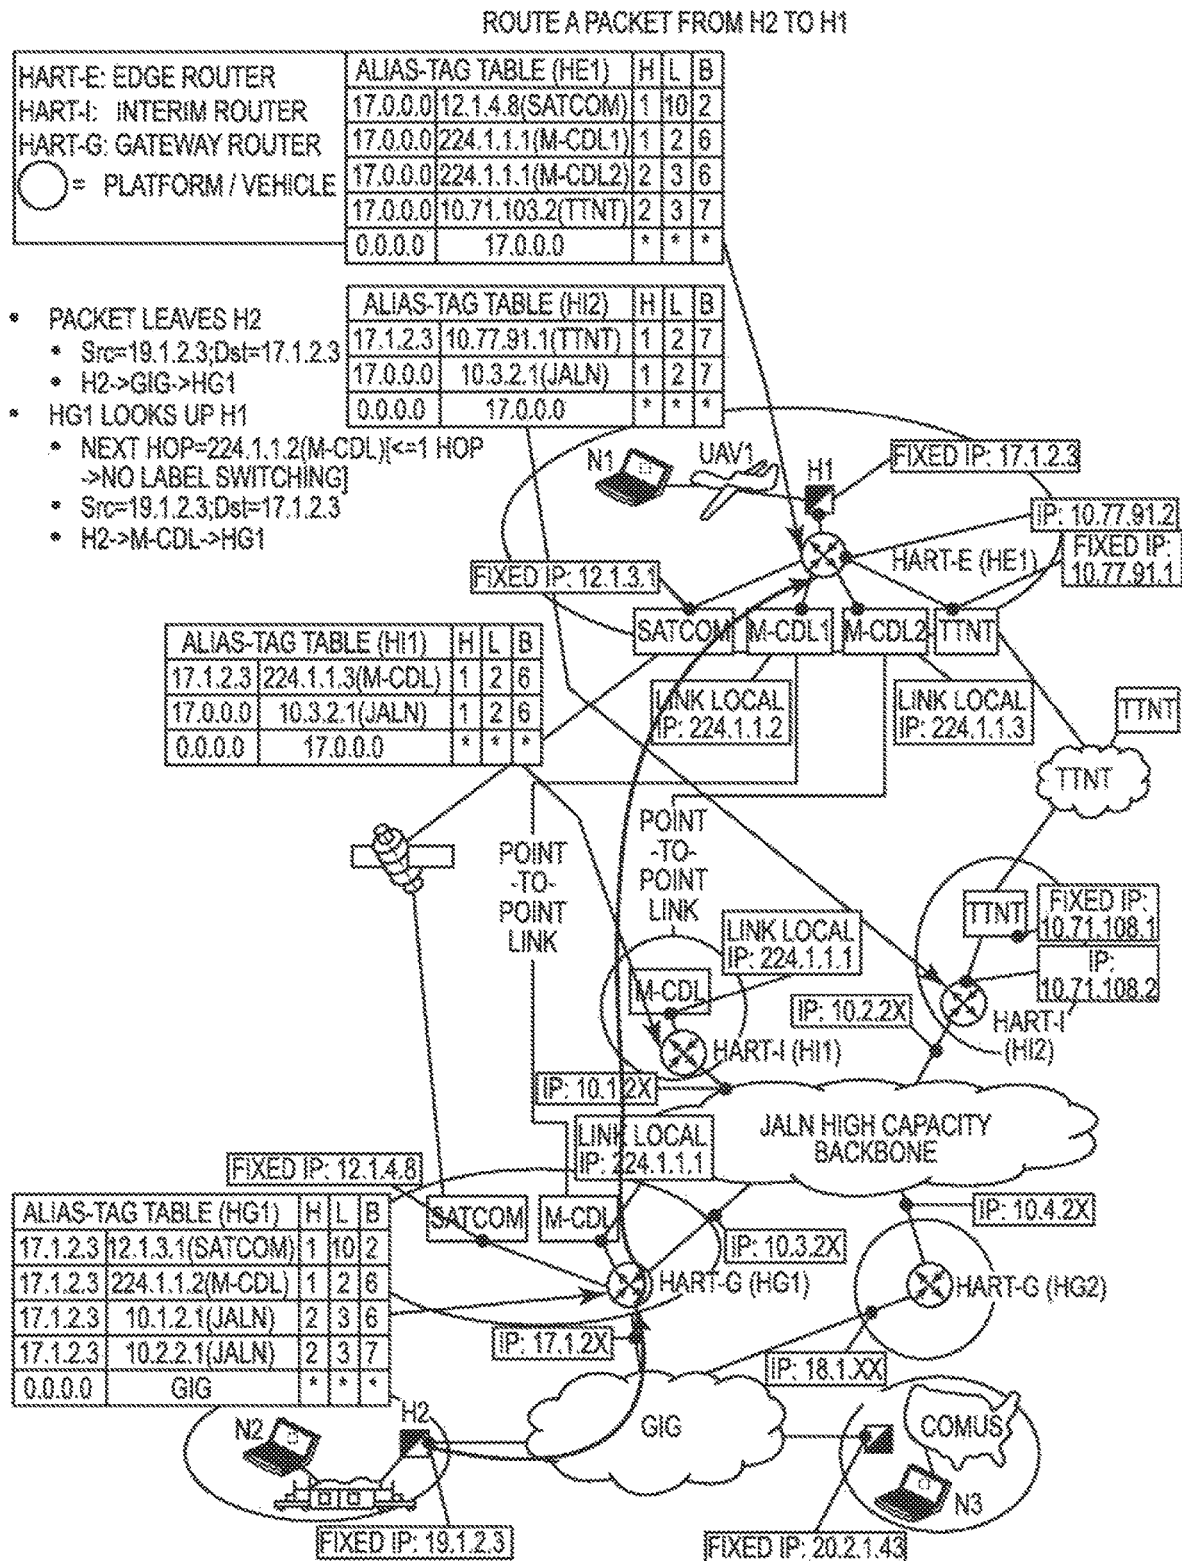 ROUTE A PACKET FROM H2 TO H1
HART-E: EDGE ROUTER
HART-I: INTERIM ROUTER
HART-G: GATEWAY ROUTER
= PLATFORM / VEHICLE
ALIAS-TAG TABLE (HE1) H L B
17.0.0.0 12.1.4.8(SATCOM) 1 10 2
17.0.0.0 224.1.1.1(M-CDL1) 1 2 6
17.0.0.0 224.1.1.1(M-CDL2) 2 3 6
17.0.0.0 10.71.103.2(TTNT) 2 3 7
0.0.0.0 17.0.0.0 * * *
ALIAS-TAG TABLE (HI2) H L B
17.1.2.3 10.77.91.1(TTNT) 1 2 7
17.0.0.0 10.3.2.1(JALN) 1 2 7
0.0.0.0 17.0.0.0 * * *
• PACKET LEAVES H2
• Src=19.1.2.3;Dst=17.1.2.3
• H2->GIG->HG1
• HG1 LOOKS UP H1
• NEXT HOP=224.1.1.2(M-CDL)[<=1 HOP
->NO LABEL SWITCHING]
• Src=19.1.2.3;Dst=17.1.2.3
• H2->M-CDL->HG1
N1
UAV1
H1
FIXED IP: 17.1.2.3
IP: 10.77.91.2
FIXED IP:
10.77.91.1
HART-E (HE1)
FIXED IP: 12.1.3.1
SATCOM
M-CDL1
M-CDL2
TTNT
ALIAS-TAG TABLE (HI1) H L B
17.1.2.3 224.1.1.3(M-CDL) 1 2 6
17.0.0.0 10.3.2.1(JALN) 1 2 6
0.0.0.0 17.0.0.0 * * *
LINK LOCAL
IP: 224.1.1.2
LINK LOCAL
IP: 224.1.1.3
TTNT
TTNT
POINT
-TO-
POINT
LINK
POINT
-TO-
POINT
LINK
TTNT
FIXED IP:
10.71.108.1
IP:
10.71.108.2
LINK LOCAL
IP: 224.1.1.1
M-CDL
IP: 10.2.2X
HART-I
(HI2)
HART-I (HI1)
IP: 10.1.2X
JALN HIGH CAPACITY
BACKBONE
LINK LOCAL
IP: 224.1.1.1
FIXED IP: 12.1.4.8
SATCOM
M-CDL
IP: 10.4.2X
IP: 10.3.2X
ALIAS-TAG TABLE (HG1) H L B
17.1.2.3 12.1.3.1(SATCOM) 1 10 2
17.1.2.3 224.1.1.2(M-CDL) 1 2 6
17.1.2.3 10.1.2.1(JALN) 2 3 6
17.1.2.3 10.2.2.1(JALN) 2 3 7
0.0.0.0 GIG * * *
HART-G (HG1)
HART-G (HG2)
IP: 17.1.2X
IP: 18.1.XX
N2
H2
GIG
COMUS
N3
FIXED IP: 19.1.2.3
FIXED IP: 20.2.1.43